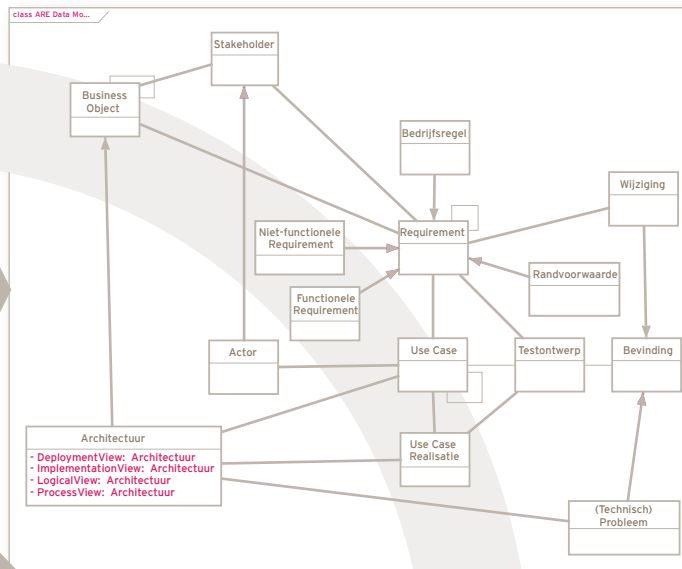 class ARE Data Mo...
Stakeholder
Business
Object
Bedrijfsregel
Wijziging
Niet-functionele
Requirement
Requirement
Randvoorwaarde
Functionele
Requirement
Actor
Use Case
Testontwerp
Bevinding
Architectuur
- DeploymentView: Architectuur
- ImplementationView: Architectuur
- LogicalView: Architectuur
- ProcessView: Architectuur
Use Case
Realisatie
(Technisch)
Probleem